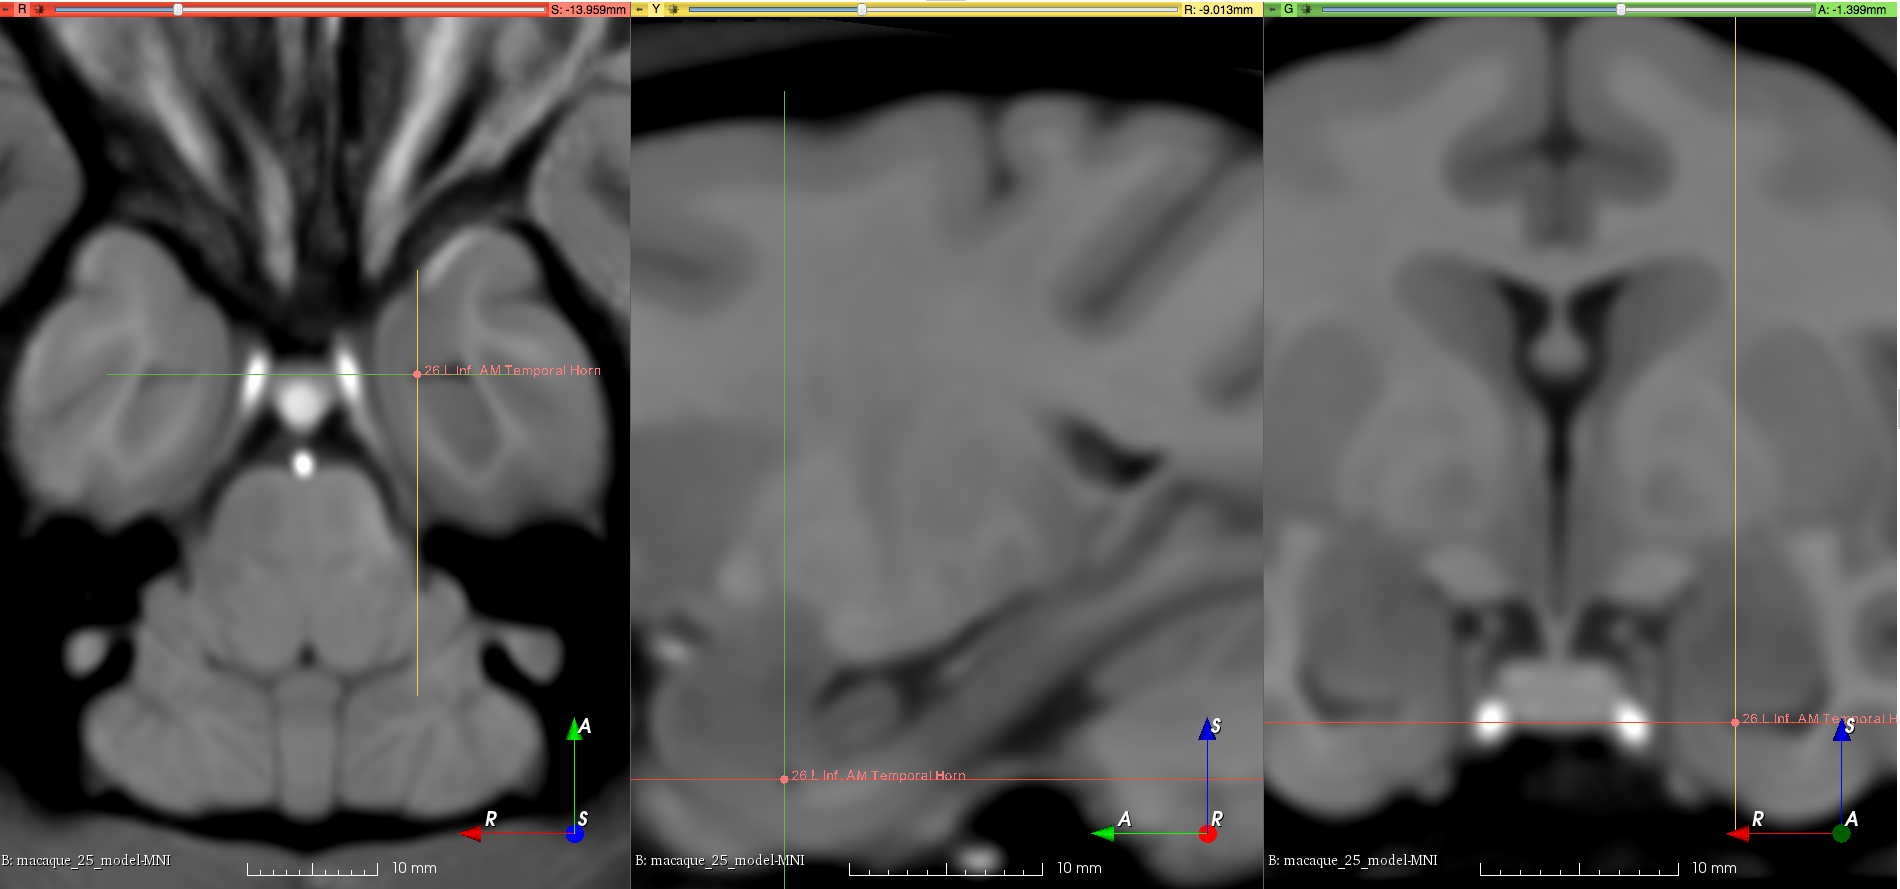 R S: -13.959mm
Y R: -9.013mm
G A: -1.399mm
26 L Inf. AM Temporal Horn
26 L Inf. AM Temporal Horn
26 L Inf. AM Temporal H
A
R
S
B: macaque_25_model-MNI
10 mm
S
A
R
B: macaque_25_model-MNI
10 mm
S
R
A
B: macaque_25_model-MNI
10 mm